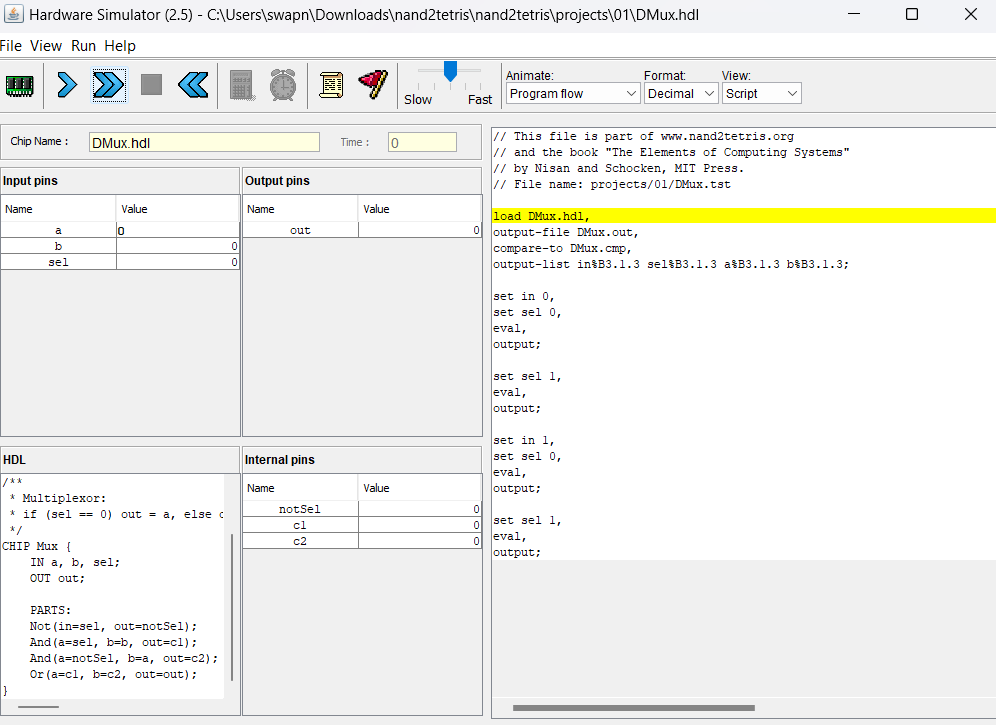 Hardware Simulator (2.5) - C:\Users\swapn\Downloads\nand2tetris\nand2tetris\projects\01\DMux.hdl
File View Run Help
Slow Fast
Animate: Format: View:
Program flow Decimal Script
Chip Name : DMux.hdl Time : 0
Input pins
Name Value
a 0
b 0
sel 0
Output pins
Name Value
out 0
HDL
/**
* Multiplexor:
* if (sel == 0) out = a, else
*/
CHIP Mux {
IN a, b, sel;
OUT out;
PARTS:
Not(in=sel, out=notSel);
And(a=sel, b=b, out=c1);
And(a=notSel, b=a, out=c2);
Or(a=c1, b=c2, out=out);
}
Internal pins
Name Value
notSel 0
c1 0
c2 0
// This file is part of www.nand2tetris.org
// and the book "The Elements of Computing Systems"
// by Nisan and Schocken, MIT Press.
// File name: projects/01/DMux.tst
load DMux.hdl,
output-file DMux.out,
compare-to DMux.cmp,
output-list in%B3.1.3 sel%B3.1.3 a%B3.1.3 b%B3.1.3;
set in 0,
set sel 0,
eval,
output;
set sel 1,
eval,
output;
set in 1,
set sel 0,
eval,
output;
set sel 1,
eval,
output;